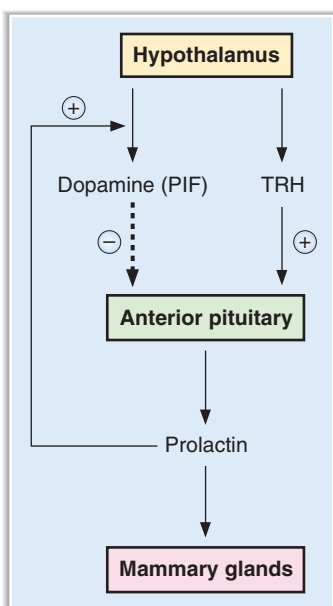 Hypothalamus
+
Dopamine (PIF) TRH
− +
Anterior pituitary
Prolactin
Mammary glands